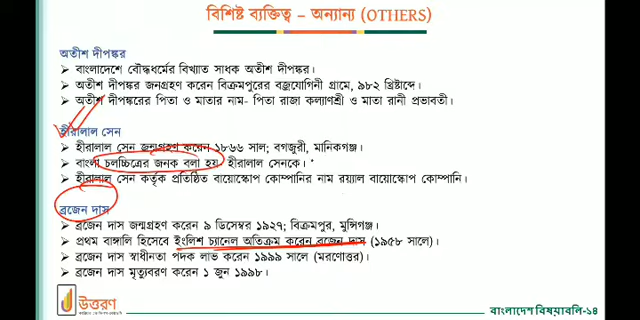 বিশিষ্ট ব্যক্তিত্ব – অন্যান্য (OTHERS)
অতীশ দীপঙ্কর
➢ বাংলাদেশে বৌদ্ধধর্মের বিখ্যাত সাধক অতীশ দীপঙ্কর।
➢ অতীশ দীপঙ্কর জন্মগ্রহণ করেন বিক্রমপুরের বজ্রযোগিনী গ্রামে, ৯৮২ খ্রিষ্টাব্দে।
➢ অতীশ দীপঙ্করের পিতা ও মাতার নাম- পিতা রাজা কল্যাণশ্রী ও মাতা রানী প্রভাবতী।
হীরালাল সেন
➢ হীরালাল সেন জন্মগ্রহণ করেন ১৮৬৬ সাল; বগজুরী, মানিকগঞ্জ।
➢ বাংলা চলচ্চিত্রের জনক বলা হয় হীরালাল সেনকে।
➢ হীরালাল সেন কর্তৃক প্রতিষ্ঠিত বায়োস্কোপ কোম্পানির নাম রয়্যাল বায়োস্কোপ কোম্পানি।
ব্রজেন দাস
➢ ব্রজেন দাস জন্মগ্রহণ করেন ৯ ডিসেম্বর ১৯২৭; বিক্রমপুর, মুন্সিগঞ্জ।
➢ প্রথম বাঙ্গালি হিসেবে ইংলিশ চ্যানেল অতিক্রম করেন ব্রজেন দাস (১৯৫৮ সালে)।
➢ ব্রজেন দাস স্বাধীনতা পদক লাভ করেন ১৯৯৯ সালে (মরণোত্তর)।
➢ ব্রজেন দাস মৃত্যুবরণ করেন ১ জুন ১৯৯৮।
উত্তরণ
বাংলাদেশ বিষয়াবলি-১৪